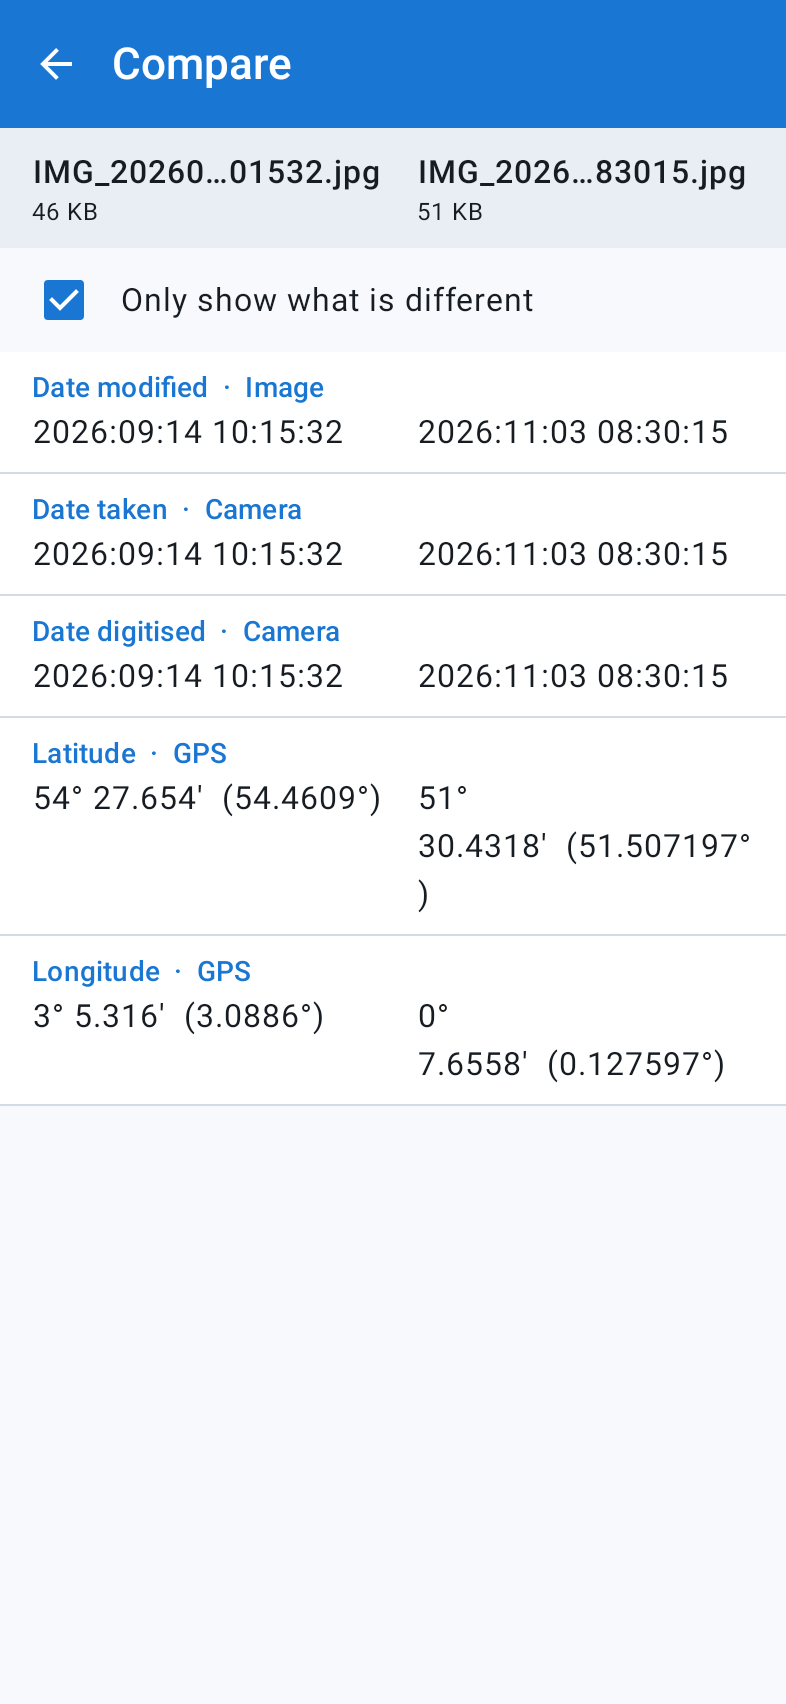 Compare
IMG_20260…01532.jpg IMG_2026…83015.jpg
46 KB 51 KB
Only show what is different
Date modified · Image
2026:09:14 10:15:32 2026:11:03 08:30:15
Date taken · Camera
2026:09:14 10:15:32 2026:11:03 08:30:15
Date digitised · Camera
2026:09:14 10:15:32 2026:11:03 08:30:15
Latitude · GPS
54° 27.654' (54.4609°) 51°
30.4318' (51.507197°
)
Longitude · GPS
3° 5.316' (3.0886°) 0°
7.6558' (0.127597°)